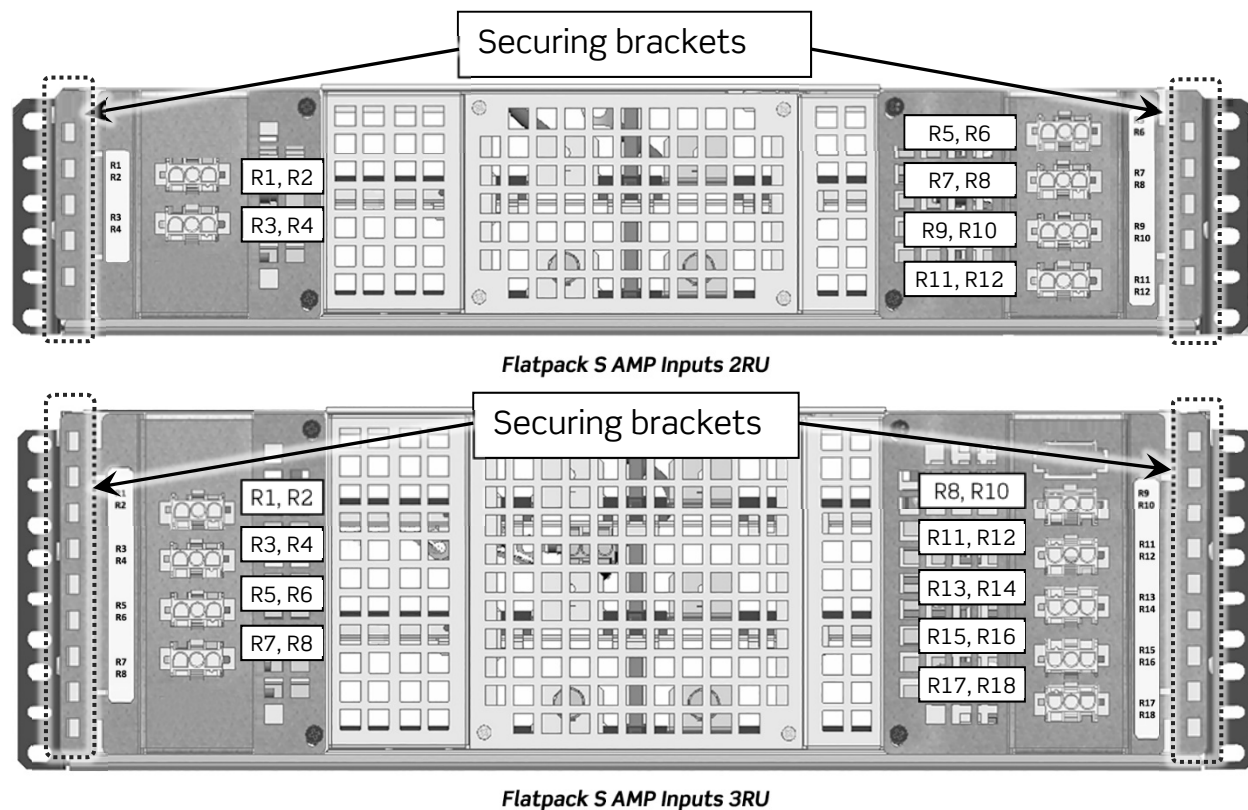 Securing brackets
R1
R2
R3
R4
R1, R2
R3, R4
R5, R6
R7, R8
R9, R10
R11, R12
R6
R7
R8
R9
R10
R11
R12
Flatpack S AMP Inputs 2RU
Securing brackets
R1
R2
R3
R4
R5
R6
R7
R8
R1, R2
R3, R4
R5, R6
R7, R8
R8, R10
R11, R12
R13, R14
R15, R16
R17, R18
R9
R10
R11
R12
R13
R14
R15
R16
R17
R18
Flatpack S AMP Inputs 3RU